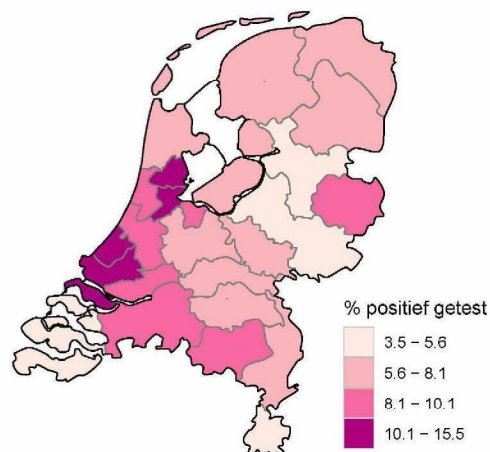 % positief getest
3.5 – 5.6
5.6 – 8.1
8.1 – 10.1
10.1 – 15.5